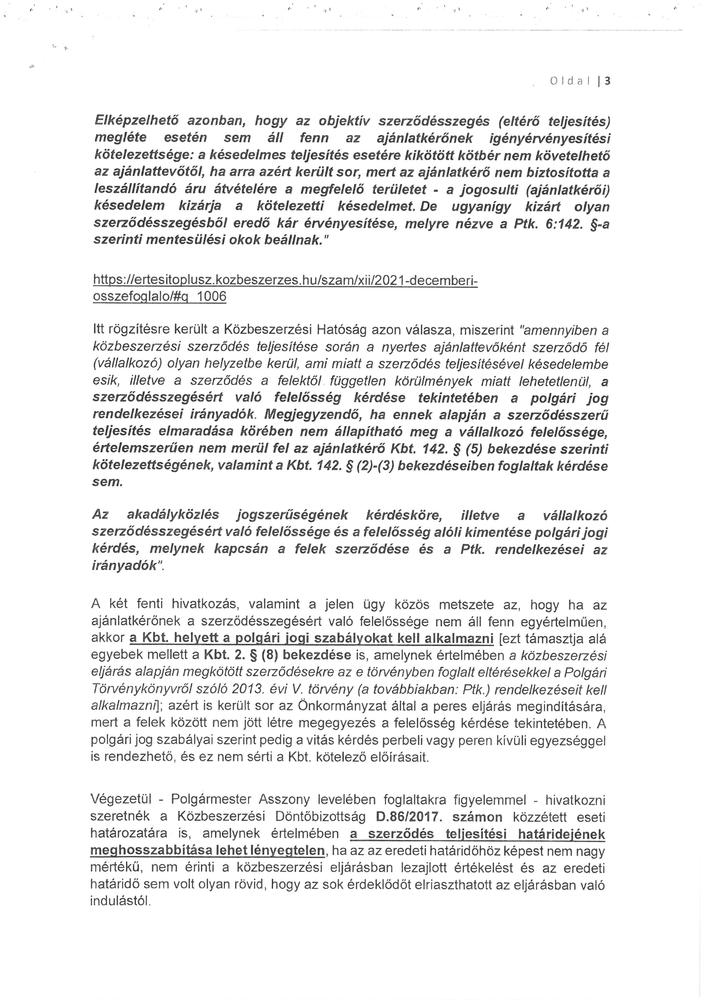 Oldal | 3
Elképzelhető azonban, hogy az objektív szerződésszegés (eltérő teljesítés)
megléte esetén sem áll fenn az ajánlatkérőnek igényérvényesítési
kötelezettsége: a késedelmes teljesítés esetére kikötött kötbér nem követelhető
az ajánlattevőtől, ha arra azért került sor, mert az ajánlatkérő nem biztosította a
leszállítandó áru átvételére a megfelelő területet - a jogosulti (ajánlatkérői)
késedelem kizárja a kötelezetti késedelmet. De ugyanígy kizárt olyan
szerződésszegésből eredő kár érvényesítése, melyre nézve a Ptk. 6:142. §-a
szerinti mentesülési okok beállnak."
https://ertesitoplusz.kozbeszerzes.hu/szam/xii/2021-decemberi-
osszefoglalo/#q_1006
Itt rögzítésre került a Közbeszerzési Hatóság azon válasza, miszerint "amennyiben a
közbeszerzési szerződés teljesítése során a nyertes ajánlattevőként szerződő fél
(vállalkozó) olyan helyzetbe kerül, ami miatt a szerződés teljesítésével késedelembe
esik, illetve a szerződés a felektől független körülmények miatt lehetetlenül, a
szerződésszegésért való felelősség kérdése tekintetében a polgári jog
rendelkezései irányadók. Megjegyzendő, ha ennek alapján a szerződésszerű
teljesítés elmaradása körében nem állapítható meg a vállalkozó felelőssége,
értelemszerűen nem merül fel az ajánlatkérő Kbt. 142. § (5) bekezdése szerinti
kötelezettségének, valamint a Kbt. 142. § (2)-(3) bekezdéseiben foglaltak kérdése
sem.
Az akadályközlés jogszerűségének kérdésköre, illetve a vállalkozó
szerződésszegésért való felelőssége és a felelősség alóli kimentése polgári jogi
kérdés, melynek kapcsán a felek szerződése és a Ptk. rendelkezései az
irányadók".
A két fenti hivatkozás, valamint a jelen ügy közös metszete az, hogy ha az
ajánlatkérőnek a szerződésszegésért való felelőssége nem áll fenn egyértelműen,
akkor a Kbt. helyett a polgári jogi szabályokat kell alkalmazni [ezt támasztja alá
egyebek mellett a Kbt. 2. § (8) bekezdése is, amelynek értelmében a közbeszerzési
eljárás alapján megkötött szerződésekre az e törvényben foglalt eltérésekkel a Polgári
Törvénykönyvről szóló 2013. évi V. törvény (a továbbiakban: Ptk.) rendelkezéseit kell
alkalmazni]; azért is került sor az Önkormányzat által a peres eljárás megindítására,
mert a felek között nem jött létre megegyezés a felelősség kérdése tekintetében. A
polgári jog szabályai szerint pedig a vitás kérdés perbeli vagy peren kívüli egyezséggel
is rendezhető, és ez nem sérti a Kbt. kötelező előírásait.
Végezetül - Polgármester Asszony levelében foglaltakra figyelemmel - hivatkozni
szeretnék a Közbeszerzési Döntőbizottság D.86/2017. számon közzétett eseti
határozatára is, amelynek értelmében a szerződés teljesítési határidejének
meghosszabbítása lehet lényegtelen, ha az az eredeti határidőhöz képest nem nagy
mértékű, nem érinti a közbeszerzési eljárásban lezajlott értékelést és az eredeti
határidő sem volt olyan rövid, hogy az sok érdeklődőt elriaszthatott az eljárásban való
indulástól.